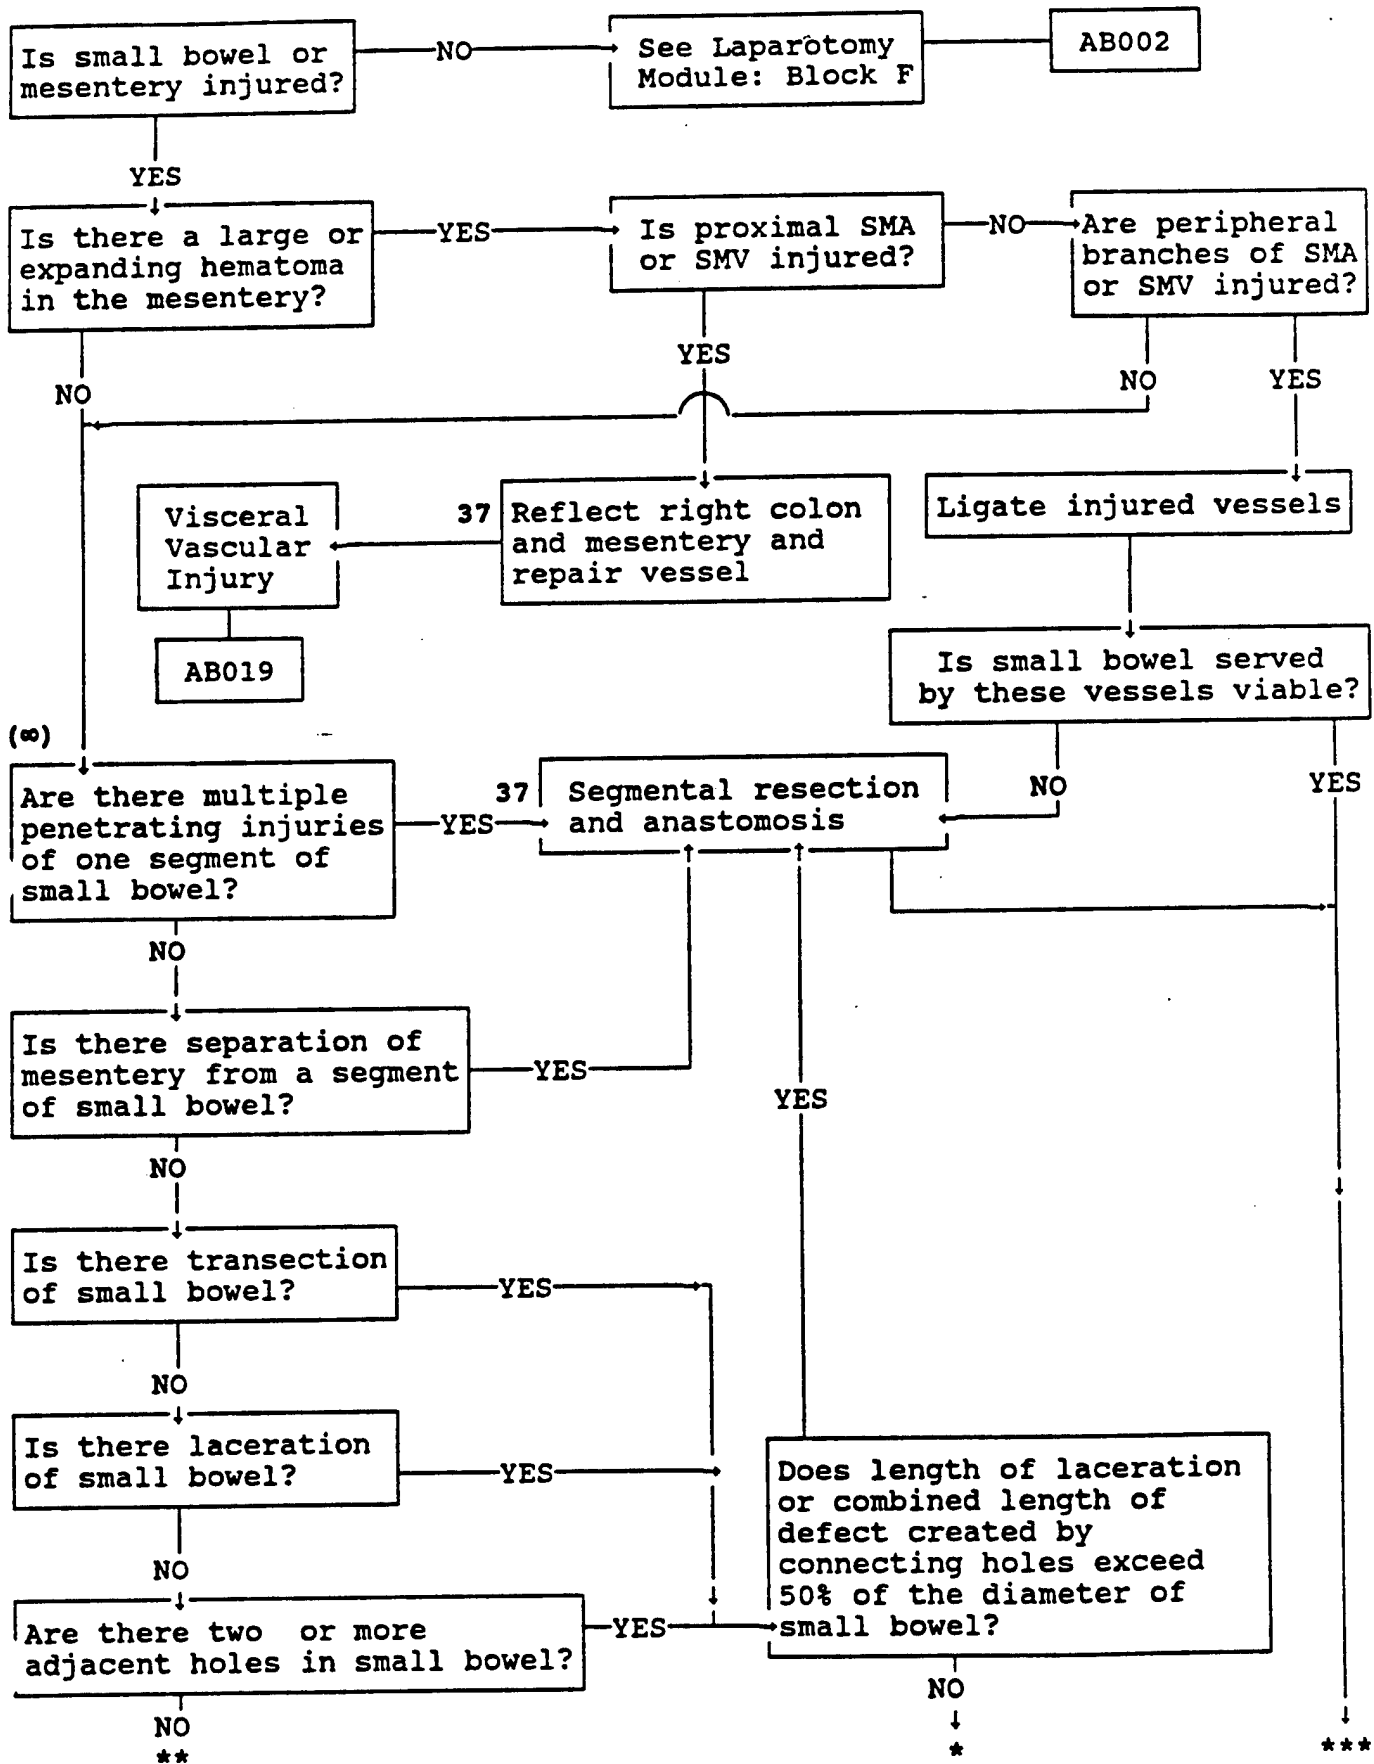 Is small bowel or
mesentery injured?
NO
See Laparotomy
Module: Block F
AB002
YES
Is there a large or
expanding hematoma
in the mesentery?
YES
Is proximal SMA
or SMV injured?
NO
Are peripheral
branches of SMA
or SMV injured?
NO
YES
NO
YES
Visceral
Vascular
Injury
AB019
37
Reflect right colon
and mesentery and
repair vessel
Ligate injured vessels
Is small bowel served
by these vessels viable?
(∞)
Are there multiple
penetrating injuries
of one segment of
small bowel?
YES
37
Segmental resection
and anastomosis
NO
YES
NO
Is there separation of
mesentery from a segment
of small bowel?
YES
YES
NO
Is there transection
of small bowel?
YES
NO
Is there laceration
of small bowel?
YES
Does length of laceration
or combined length of
defect created by
connecting holes exceed
50% of the diameter of
small bowel?
NO
Are there two or more
adjacent holes in small bowel?
YES
NO
**
NO
*
***